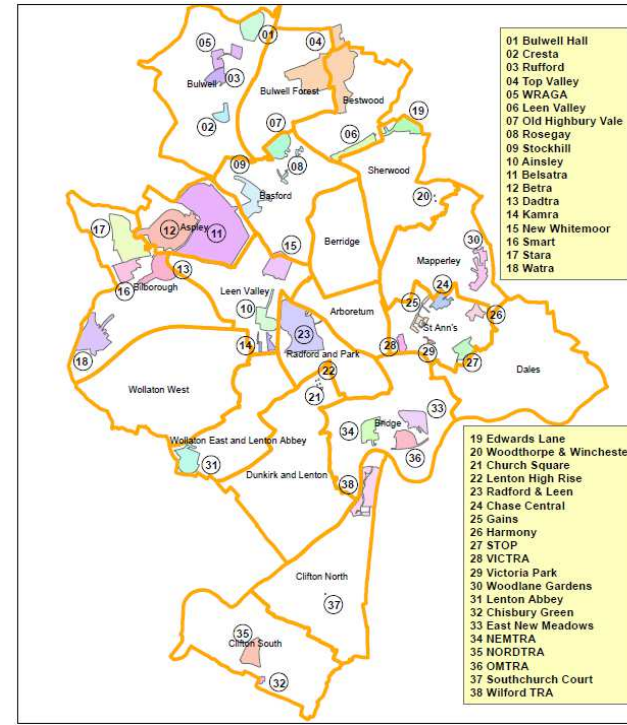 01 Bulwell Hall
02 Cresta
03 Rufford
04 Top Valley
05 WRAGA
06 Leen Valley
07 Old Highbury Vale
08 Rosegay
09 Stockhill
10 Ainsley
11 Belsatra
12 Betra
13 Dadtra
14 Kamra
15 New Whitemoor
16 Smart
17 Stara
18 Watra
01
04
05
03
Bulwell
Bulwell Forest
Bestwood
02
07
06
19
09
08
Sherwood
Basford
20
17
12
Aspley
11
Berridge
30
15
Mapperley
13
16
Bilborough
Leen Valley
24
25
10
Arboretum
26
St Ann's
23
14
28
29
18
Radford and Park
27
22
Dales
Wollaton West
21
33
34
Bridge
Wollaton East and Lenton Abbey
36
31
Dunkirk and Lenton
38
Clifton North
37
35
Clifton South
32
19 Edwards Lane
20 Woodthorpe & Winchester
21 Church Square
22 Lenton High Rise
23 Radford & Leen
24 Chase Central
25 Gains
26 Harmony
27 STOP
28 VICTRA
29 Victoria Park
30 Woodlane Gardens
31 Lenton Abbey
32 Chisbury Green
33 East New Meadows
34 NEMTRA
35 NORDTRA
36 OMTRA
37 Southchurch Court
38 Wilford TRA